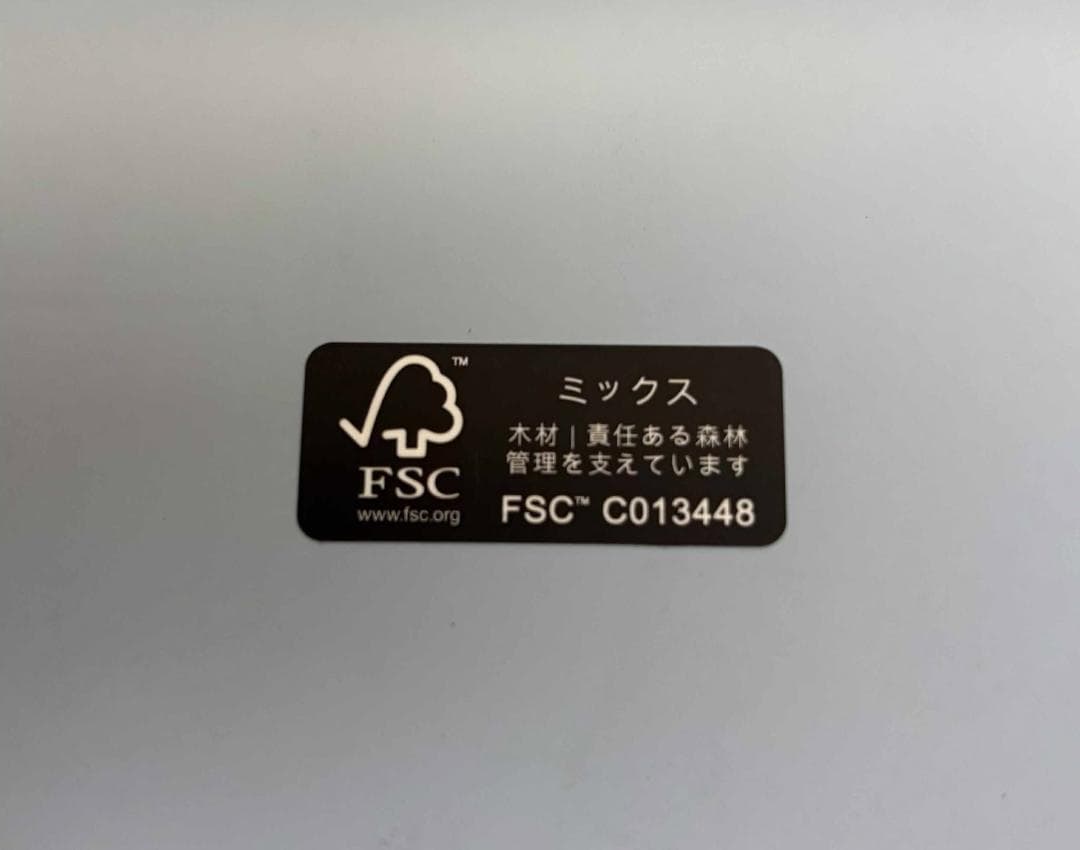 FSC™
www.fsc.org
ミックス
木材 | 責任ある森林
管理を支えています
FSC™ C013448